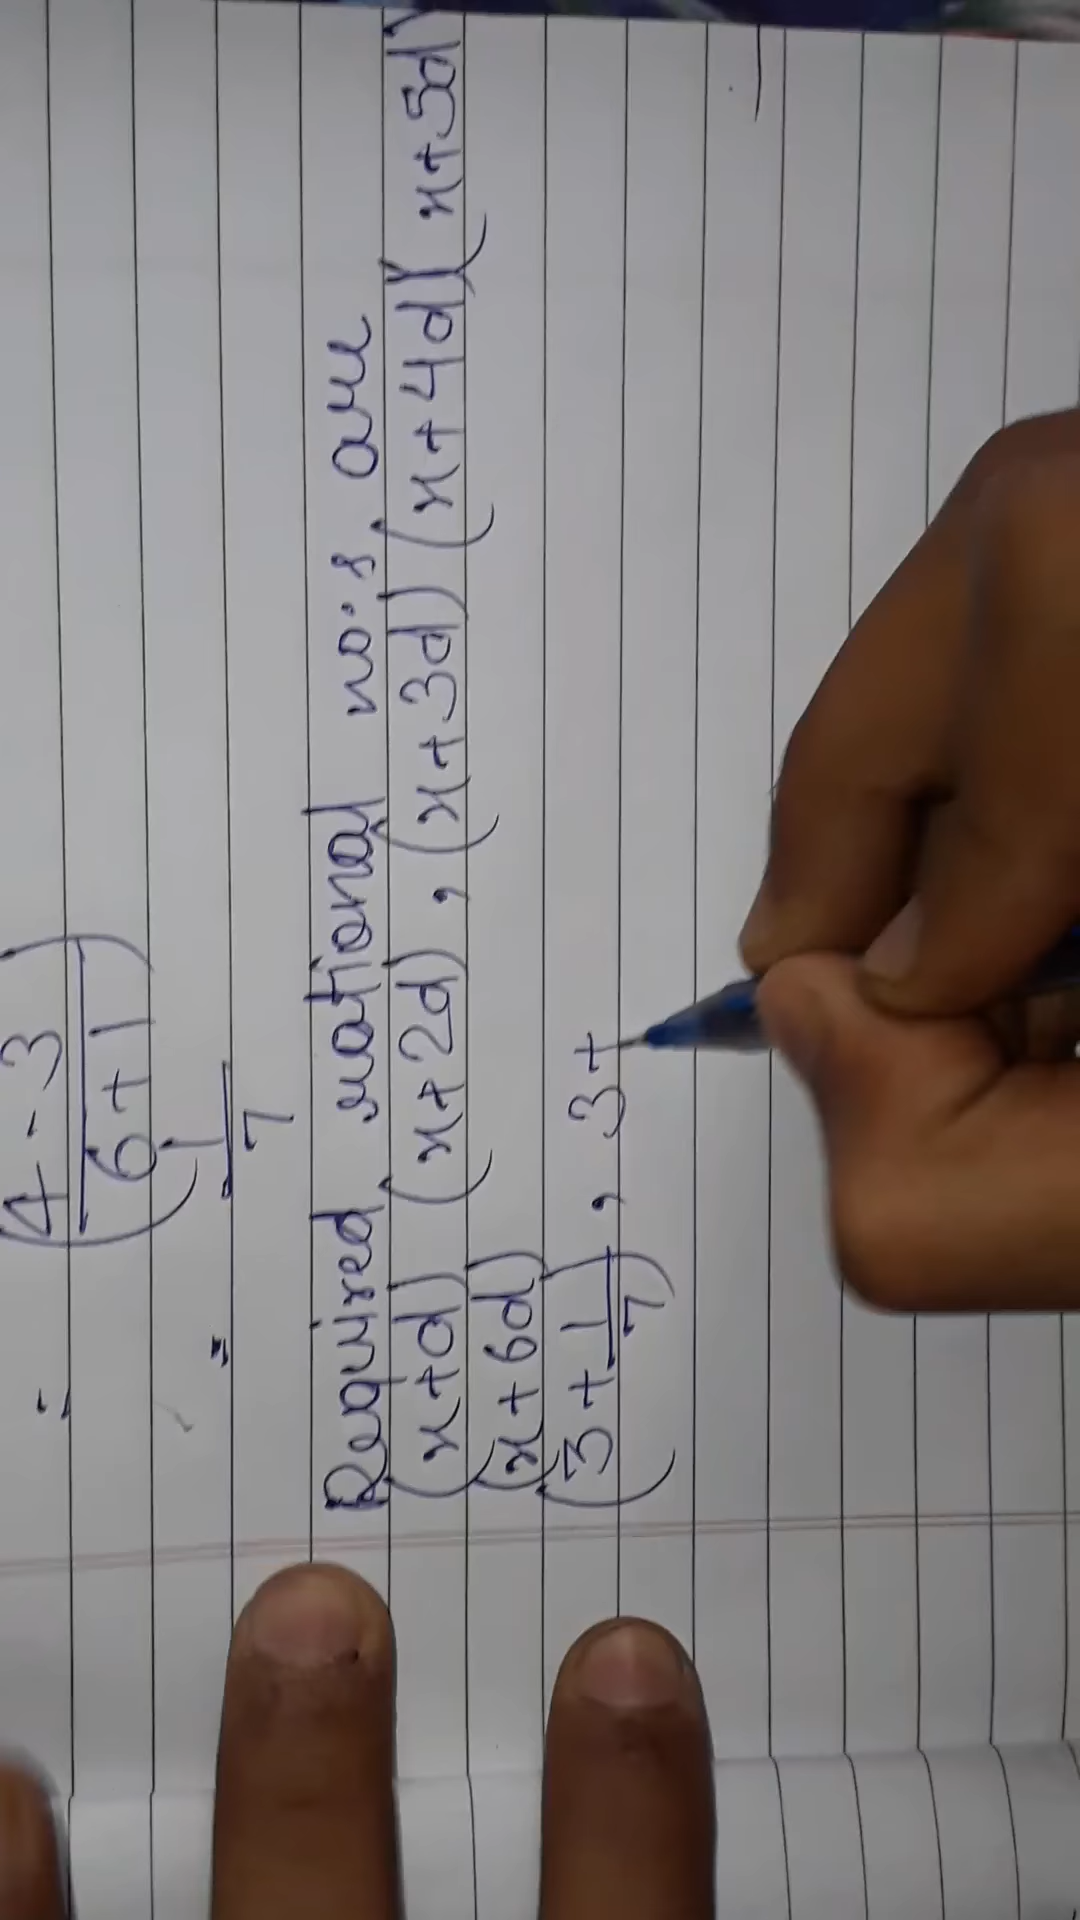 = (4-3 / 6+1)
= 1/7
Required rational no.s. are
(x+d) (x+2d), (x+3d) (x+4d) (x+5d)
(x+6d)
(3+1/7), 3+